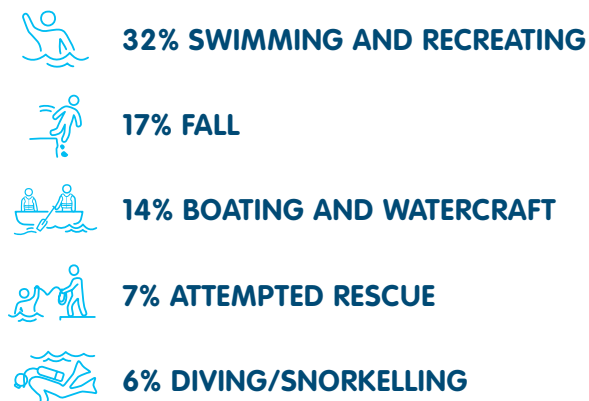 32% SWIMMING AND RECREATING
17% FALL
14% BOATING AND WATERCRAFT
7% ATTEMPTED RESCUE
6% DIVING/SNORKELLING